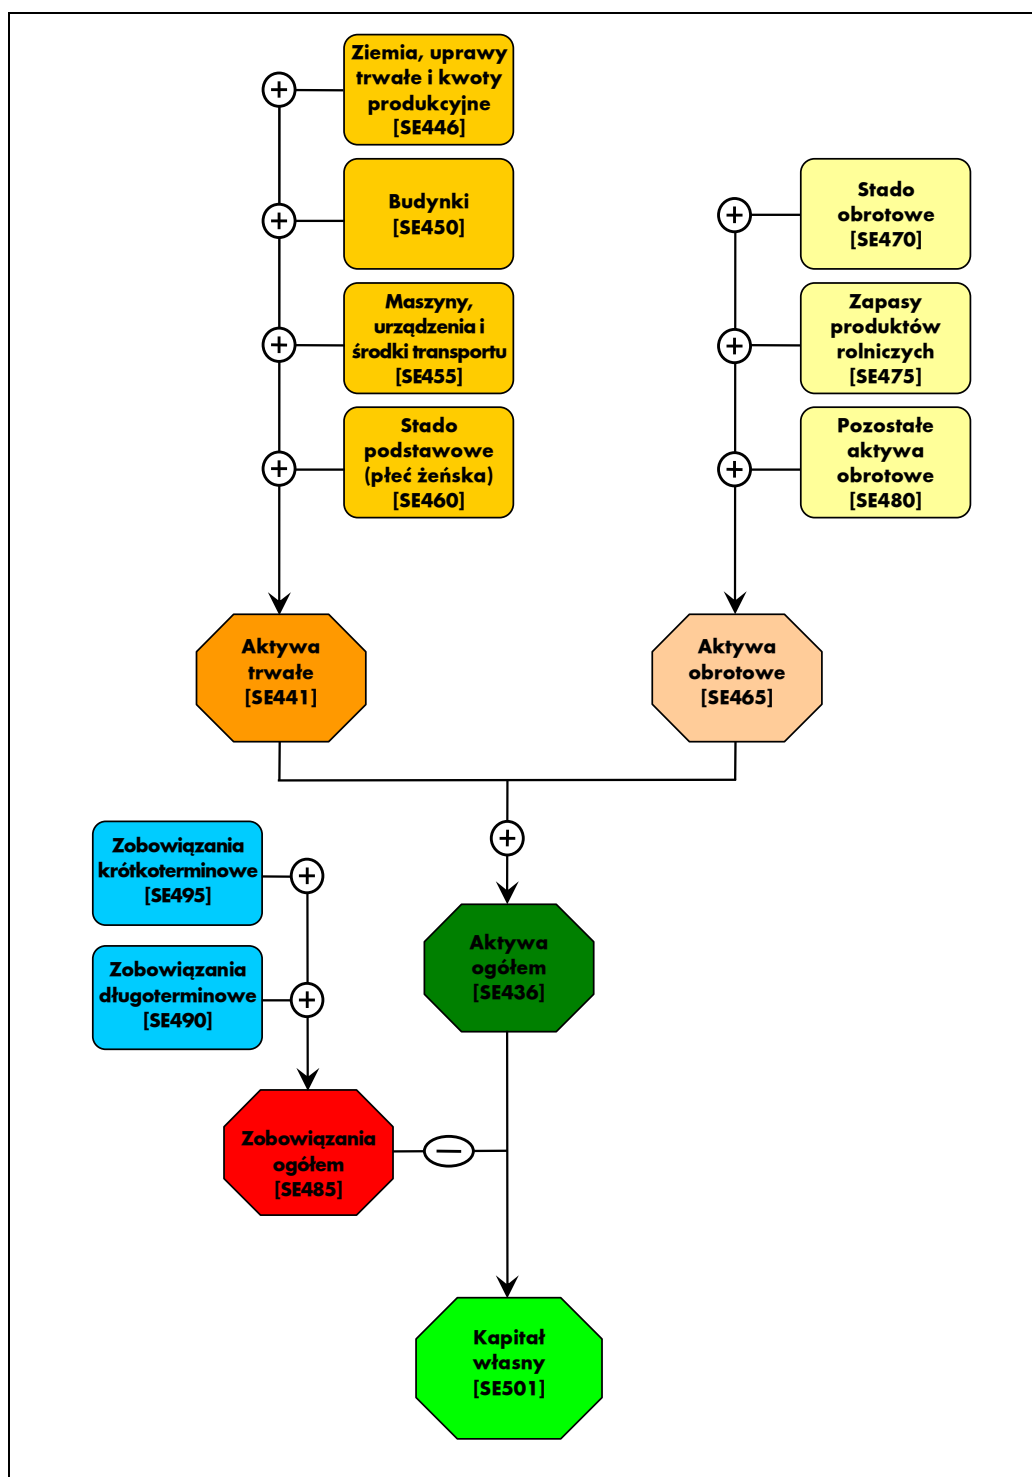 Ziemia, uprawy
trwałe i kwoty
produkcyjne
[SE446]
Budynki
[SE450]
Maszyny,
urządzenia i
środki transportu
[SE455]
Stado
podstawowe
(płeć żeńska)
[SE460]
Stado
obrotowe
[SE470]
Zapasy
produktów
rolniczych
[SE475]
Pozostałe
aktywa
obrotowe
[SE480]
Aktywa
trwałe
[SE441]
Aktywa
obrotowe
[SE465]
Zobowiązania
krótkoterminowe
[SE495]
Zobowiązania
długoterminowe
[SE490]
Aktywa
ogółem
[SE436]
Zobowiązania
ogółem
[SE485]
Kapitał
własny
[SE501]